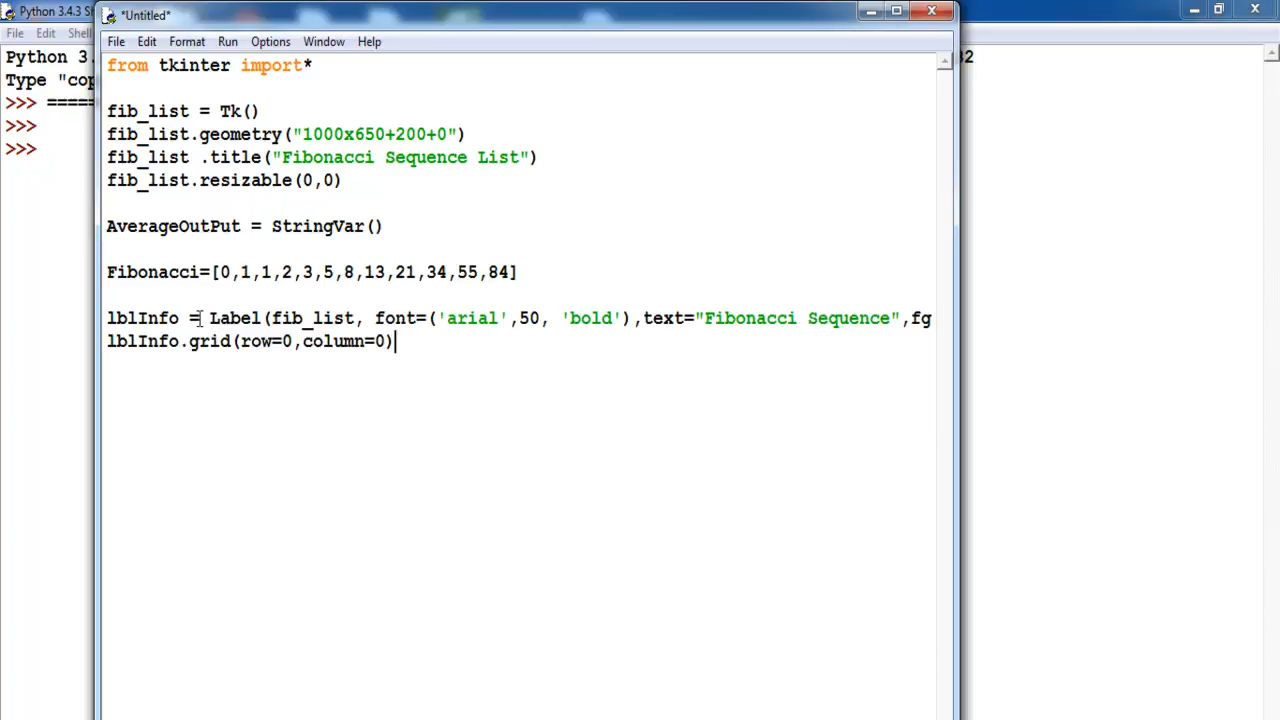 Python 3.4.3 S
*Untitled*
File Edit Shell
File Edit Format Run Options Window Help
Python 3.
32
Type "cop
>>> =====
>>>
>>>
from tkinter import*
fib_list = Tk()
fib_list.geometry("1000x650+200+0")
fib_list .title("Fibonacci Sequence List")
fib_list.resizable(0,0)
AverageOutPut = StringVar()
Fibonacci=[0,1,1,2,3,5,8,13,21,34,55,84]
lblInfo = Label(fib_list, font=('arial',50, 'bold'),text="Fibonacci Sequence",fg
lblInfo.grid(row=0,column=0)